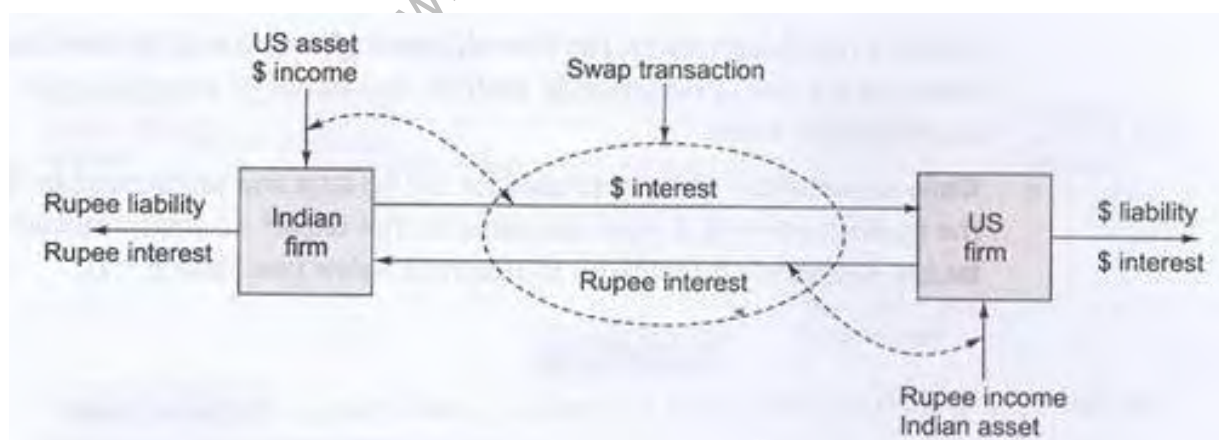 US asset
$ income
Swap transaction
$ interest
Rupee liability
Rupee interest
Indian
firm
US
firm
$ liability
$ interest
Rupee interest
Rupee income
Indian asset